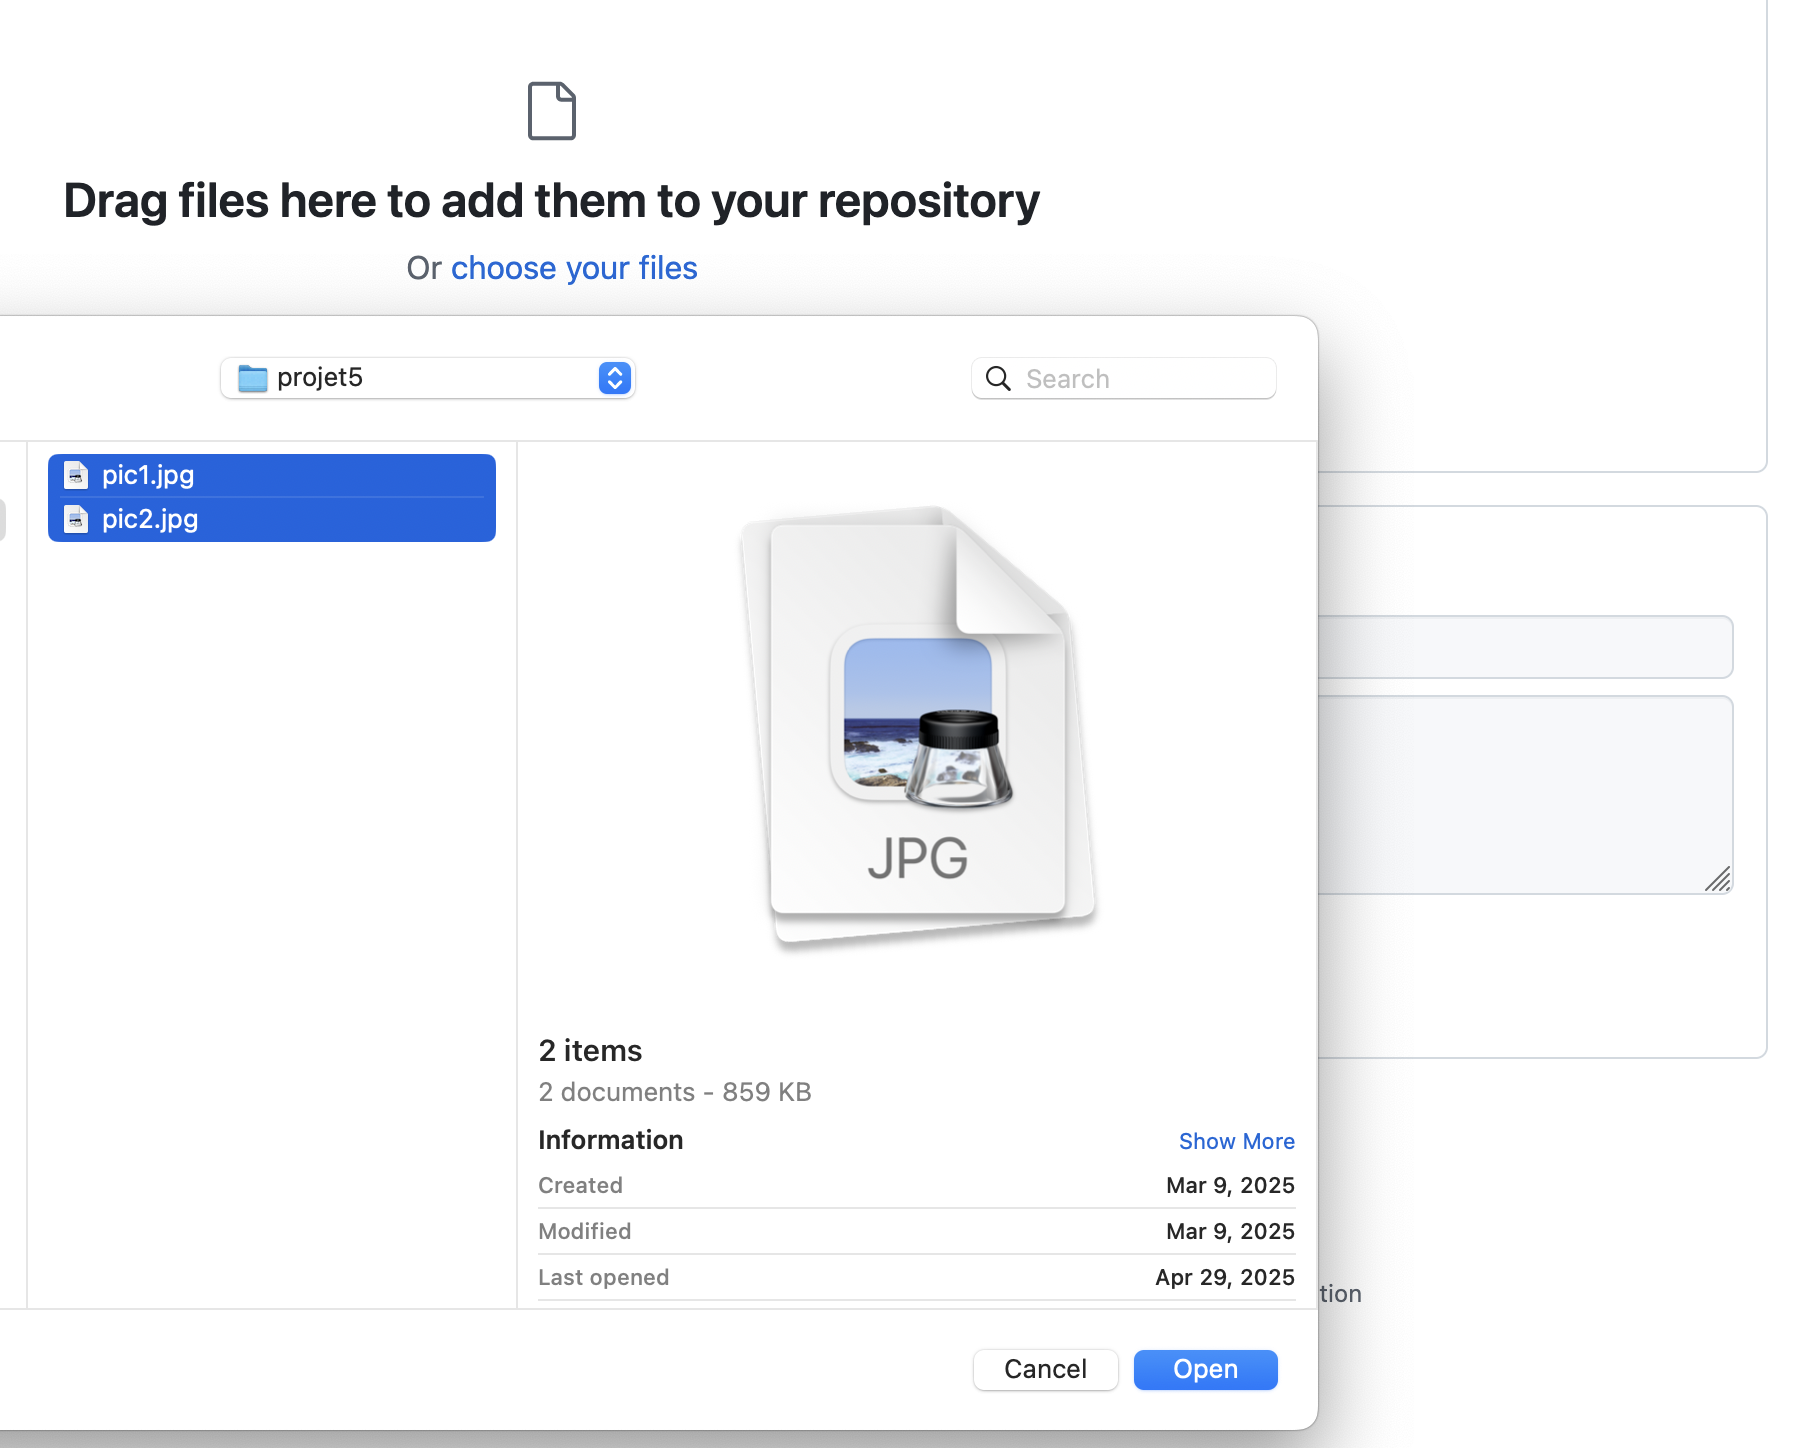 Drag files here to add them to your repository
Or choose your files
projet5
Search
pic1.jpg
pic2.jpg
JPG
2 items
2 documents - 859 KB
Information
Show More
Created
Mar 9, 2025
Modified
Mar 9, 2025
Last opened
Apr 29, 2025
tion
Cancel
Open